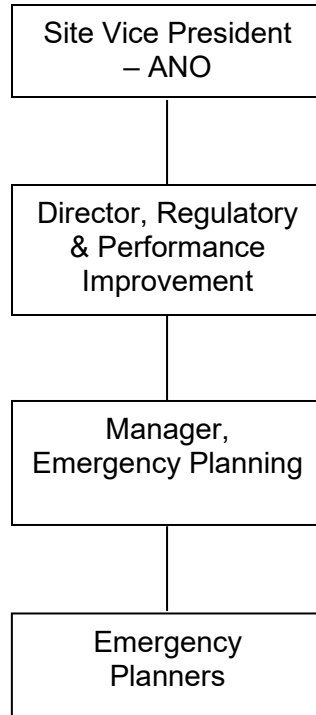 Site Vice President
– ANO
Director, Regulatory
& Performance
Improvement
Manager,
Emergency Planning
Emergency
Planners